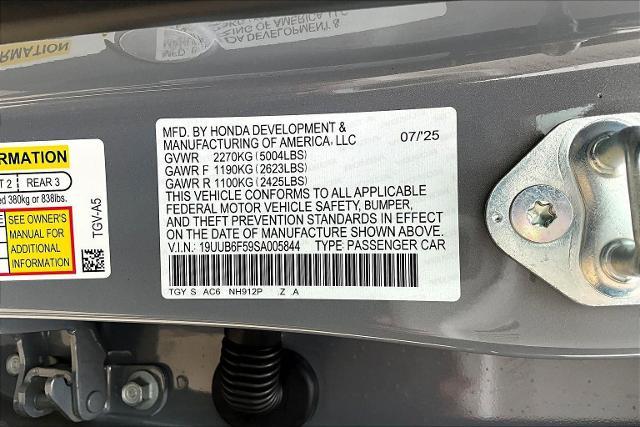 MFD. BY HONDA DEVELOPMENT &
MANUFACTURING OF AMERICA, LLC 07/25
GVWR 2270KG (5004LBS)
GAWR F 1190KG (2623LBS)
GAWR R 1100KG (2425LBS)
THIS VEHICLE CONFORMS TO ALL APPLICABLE
FEDERAL MOTOR VEHICLE SAFETY, BUMPER,
AND THEFT PREVENTION STANDARDS IN EFFECT
ON THE DATE OF MANUFACTURE SHOWN ABOVE.
V.I.N.: 19UUB6F59SA005844 TYPE: PASSENGER CAR
TGY S AC6 NH912P Z A
ORMATION
T 2 REAR 3
ed 380kg or 838lbs.
SEE OWNER'S
MANUAL FOR
ADDITIONAL
INFORMATION
TGV-A5